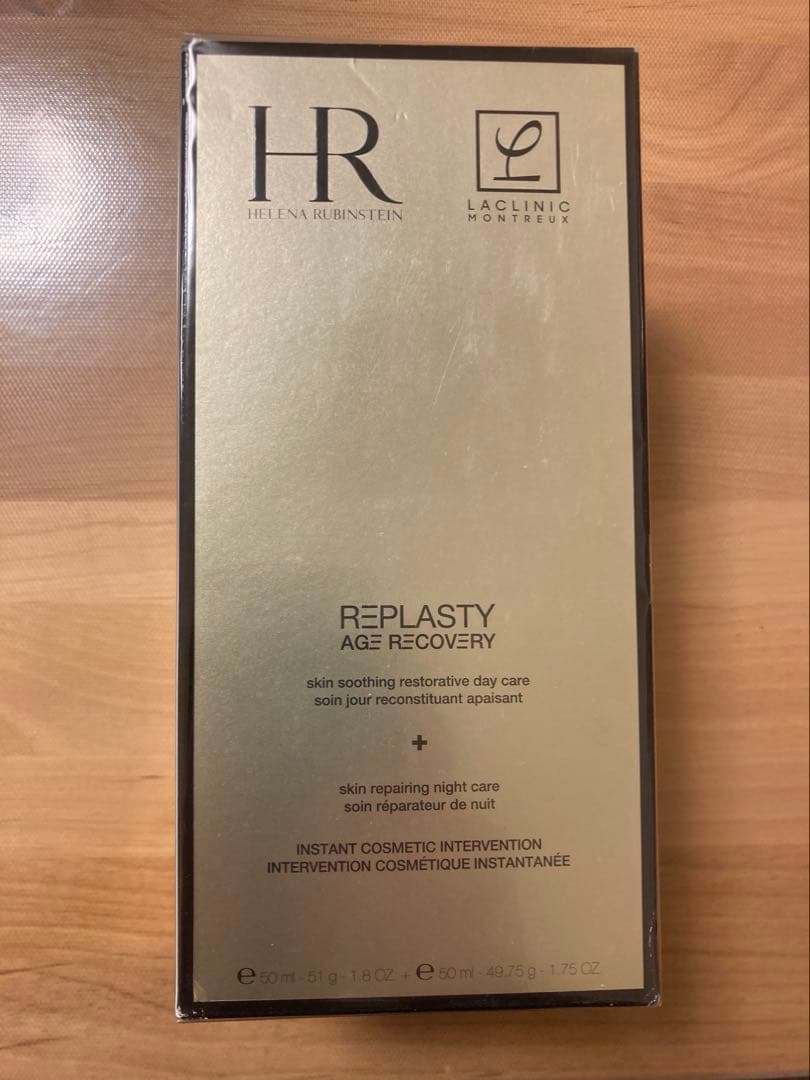 HR
HELENA RUBINSTEIN
LACLINIC
MONTREUX
REPLASTY
AGE RECOVERY
skin soothing restorative day care
soin jour reconstituant apaisant
+
skin repairing night care
soin réparateur de nuit
INSTANT COSMETIC INTERVENTION
INTERVENTION COSMÉTIQUE INSTANTANÉE
e 50 ml - 51 g - 1.8 OZ + e 50 ml - 49.75 g - 1.75 OZ